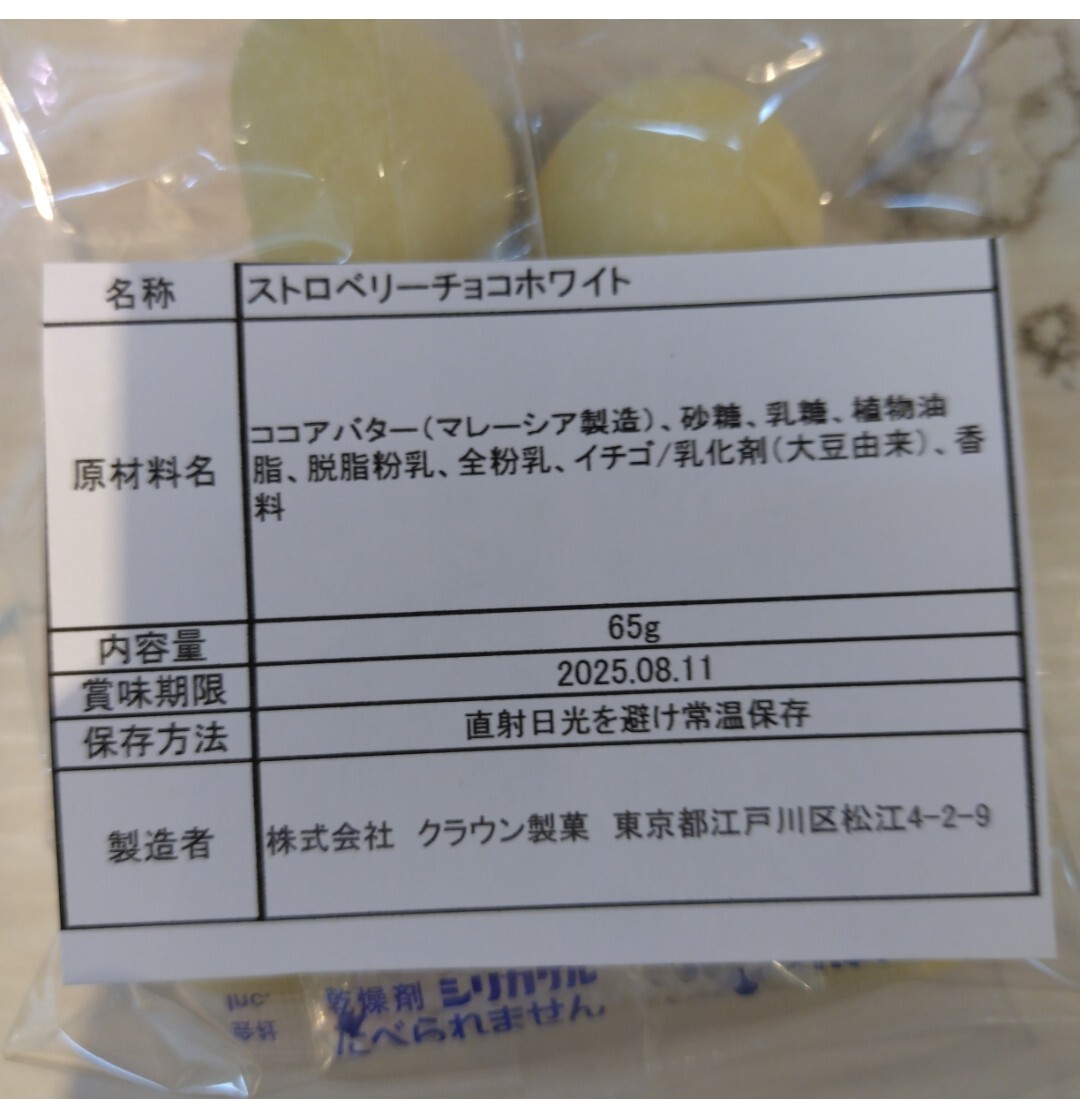 名称 ストロベリーチョコホワイト
原材料名 ココアバター(マレーシア製造)、砂糖、乳糖、植物油
脂、脱脂粉乳、全粉乳、イチゴ/乳化剤(大豆由来)、香
料
内容量 65g
賞味期限 2025.08.11
保存方法 直射日光を避け常温保存
製造者 株式会社 クラウン製菓 東京都江戸川区松江4-2-9
乾燥剤 シリカゲル
たべられません